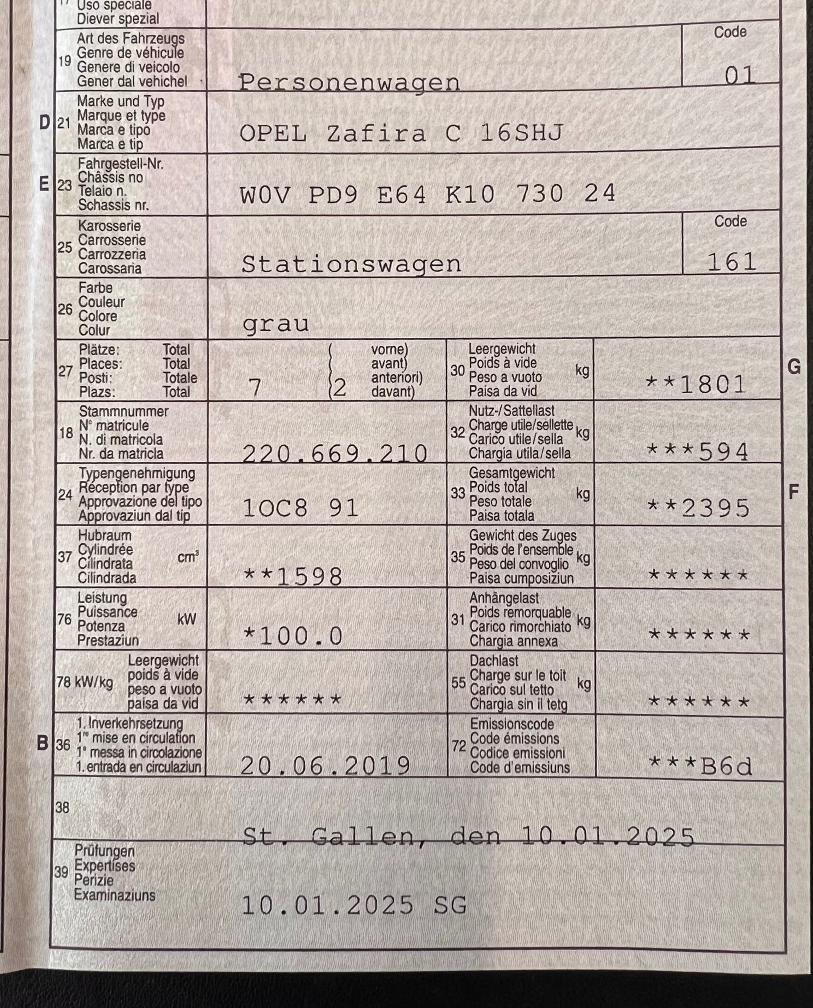 17 Uso speciale
Diever spezial
Art des Fahrzeugs Code
19 Genre de véhicule
Genere di veicolo
Gener dal vehichel Personenwagen 01
Marke und Typ
D 21 Marque et type
Marca e tipo OPEL Zafira C 16SHJ
Marca e tip
Fahrgestell-Nr.
E 23 Châssis no
Telaio n. W0V PD9 E64 K10 730 24
Schassis nr.
Karosserie Code
25 Carrosserie
Carrozzeria
Carossaria Stationswagen 161
Farbe
26 Couleur
Colore
Colur grau
Plätze: Total vorne)
27 Places: Total avant)
Posti: Totale anteriori)
Plazs: Total 7 (2 davant)
30 Leergewicht
Poids à vide kg
Peso a vuoto **1801 G
Paisa da vid
Stammnummer
18 N° matricule
N. di matricola
Nr. da matricla 220.669.210
Nutz-/Sattellast
32 Charge utile/sellette kg
Carico utile/sella
Chargia utila/sella ***594
Typengenehmigung
24 Réception par type
Approvazione del tipo 1OC8 91
Approvaziun dal tip
Gesamtgewicht
33 Poids total kg
Peso totale **2395 F
Paisa totala
Hubraum
37 Cylindrée cm³
Cilindrata
Cilindrada **1598
Gewicht des Zuges
35 Poids de l'ensemble kg
Peso del convoglio
Paisa cumposiziun ******
Leistung
76 Puissance kW
Potenza
Prestaziun *100.0
Anhängelast
31 Poids remorquable kg
Carico rimorchiato
Chargia annexa ******
Leergewicht
78 kW/kg poids à vide
peso a vuoto
paisa da vid ******
Dachlast
55 Charge sur le toit kg
Carico sul tetto
Chargia sin il tetg ******
1. Inverkehrsetzung
B 36 1re mise en circulation
1a messa in circolazione
1. entrada en circulaziun 20.06.2019
Emissionscode
72 Code émissions
Codice emissioni
Code d'emissiuns ***B6d
38
St. Gallen, den 10.01.2025
Prüfungen
39 Expertises
Perizie
Examinaziuns 10.01.2025 SG